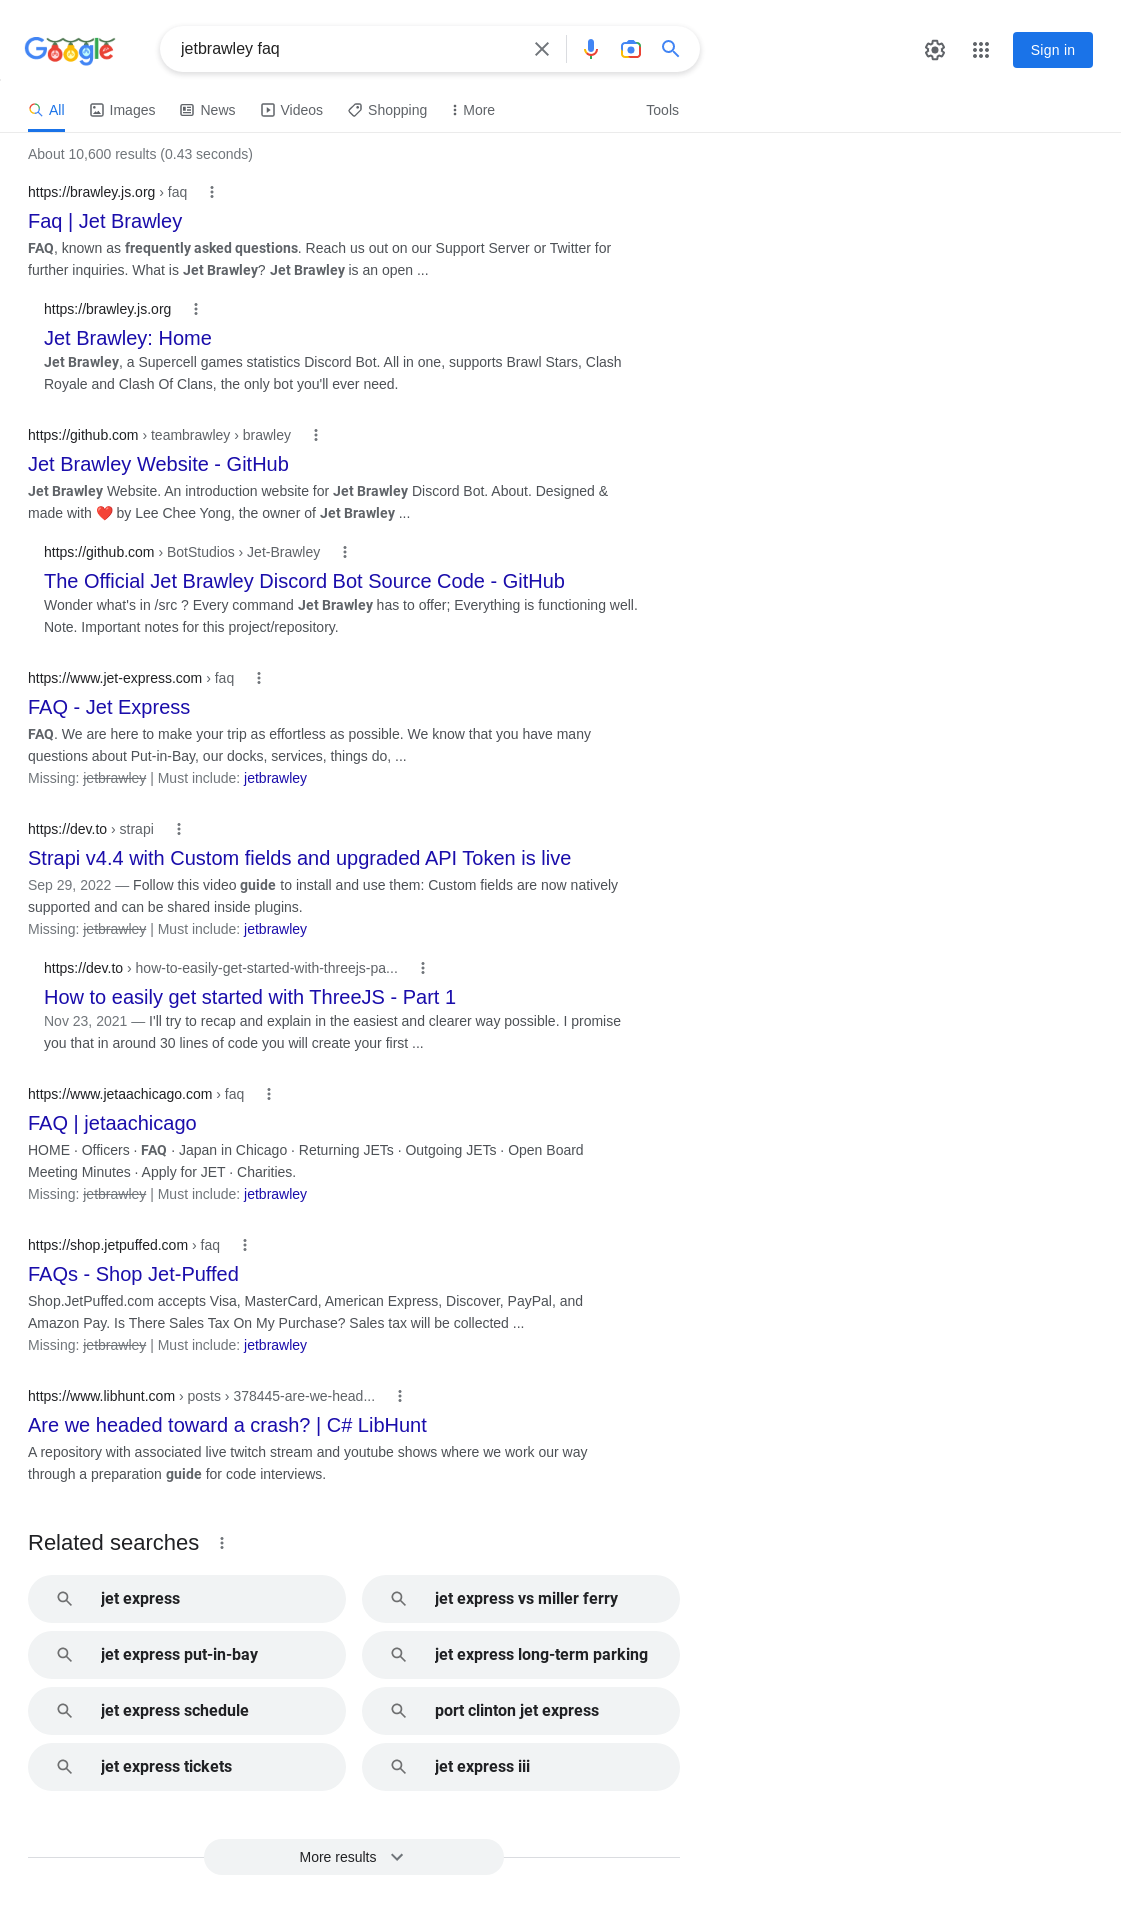 Google
jetbrawley faq
Sign in
All Images News Videos Shopping More Tools
About 10,600 results (0.43 seconds)
https://brawley.js.org › faq
Faq | Jet Brawley
FAQ, known as frequently asked questions. Reach us out on our Support Server or Twitter for
further inquiries. What is Jet Brawley? Jet Brawley is an open ...
https://brawley.js.org
Jet Brawley: Home
Jet Brawley, a Supercell games statistics Discord Bot. All in one, supports Brawl Stars, Clash
Royale and Clash Of Clans, the only bot you'll ever need.
https://github.com › teambrawley › brawley
Jet Brawley Website - GitHub
Jet Brawley Website. An introduction website for Jet Brawley Discord Bot. About. Designed &
made with ❤️ by Lee Chee Yong, the owner of Jet Brawley ...
https://github.com › BotStudios › Jet-Brawley
The Official Jet Brawley Discord Bot Source Code - GitHub
Wonder what's in /src ? Every command Jet Brawley has to offer; Everything is functioning well.
Note. Important notes for this project/repository.
https://www.jet-express.com › faq
FAQ - Jet Express
FAQ. We are here to make your trip as effortless as possible. We know that you have many
questions about Put-in-Bay, our docks, services, things do, ...
Missing: jetbrawley | Must include: jetbrawley
https://dev.to › strapi
Strapi v4.4 with Custom fields and upgraded API Token is live
Sep 29, 2022 — Follow this video guide to install and use them: Custom fields are now natively
supported and can be shared inside plugins.
Missing: jetbrawley | Must include: jetbrawley
https://dev.to › how-to-easily-get-started-with-threejs-pa...
How to easily get started with ThreeJS - Part 1
Nov 23, 2021 — I'll try to recap and explain in the easiest and clearer way possible. I promise
you that in around 30 lines of code you will create your first ...
https://www.jetaachicago.com › faq
FAQ | jetaachicago
HOME · Officers · FAQ · Japan in Chicago · Returning JETs · Outgoing JETs · Open Board
Meeting Minutes · Apply for JET · Charities.
Missing: jetbrawley | Must include: jetbrawley
https://shop.jetpuffed.com › faq
FAQs - Shop Jet-Puffed
Shop.JetPuffed.com accepts Visa, MasterCard, American Express, Discover, PayPal, and
Amazon Pay. Is There Sales Tax On My Purchase? Sales tax will be collected ...
Missing: jetbrawley | Must include: jetbrawley
https://www.libhunt.com › posts › 378445-are-we-head...
Are we headed toward a crash? | C# LibHunt
A repository with associated live twitch stream and youtube shows where we work our way
through a preparation guide for code interviews.
Related searches
jet express
jet express vs miller ferry
jet express put-in-bay
jet express long-term parking
jet express schedule
port clinton jet express
jet express tickets
jet express iii
More results